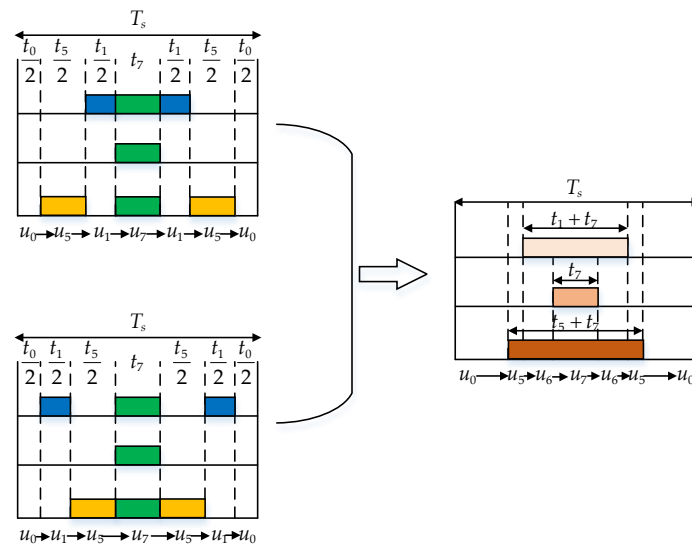 T_s
t_0/2 t_5/2 t_1/2 t_7 t_1/2 t_5/2 t_0/2
u_0→u_5→u_1→u_7→u_1→u_5→u_0
T_s
t_0/2 t_1/2 t_5/2 t_7 t_5/2 t_1/2 t_0/2
u_0→u_1→u_5→u_7→u_5→u_1→u_0
T_s
t_1 + t_7
t_7
t_5 + t_7
u_0→u_5→u_6→u_7→u_6→u_5→u_0